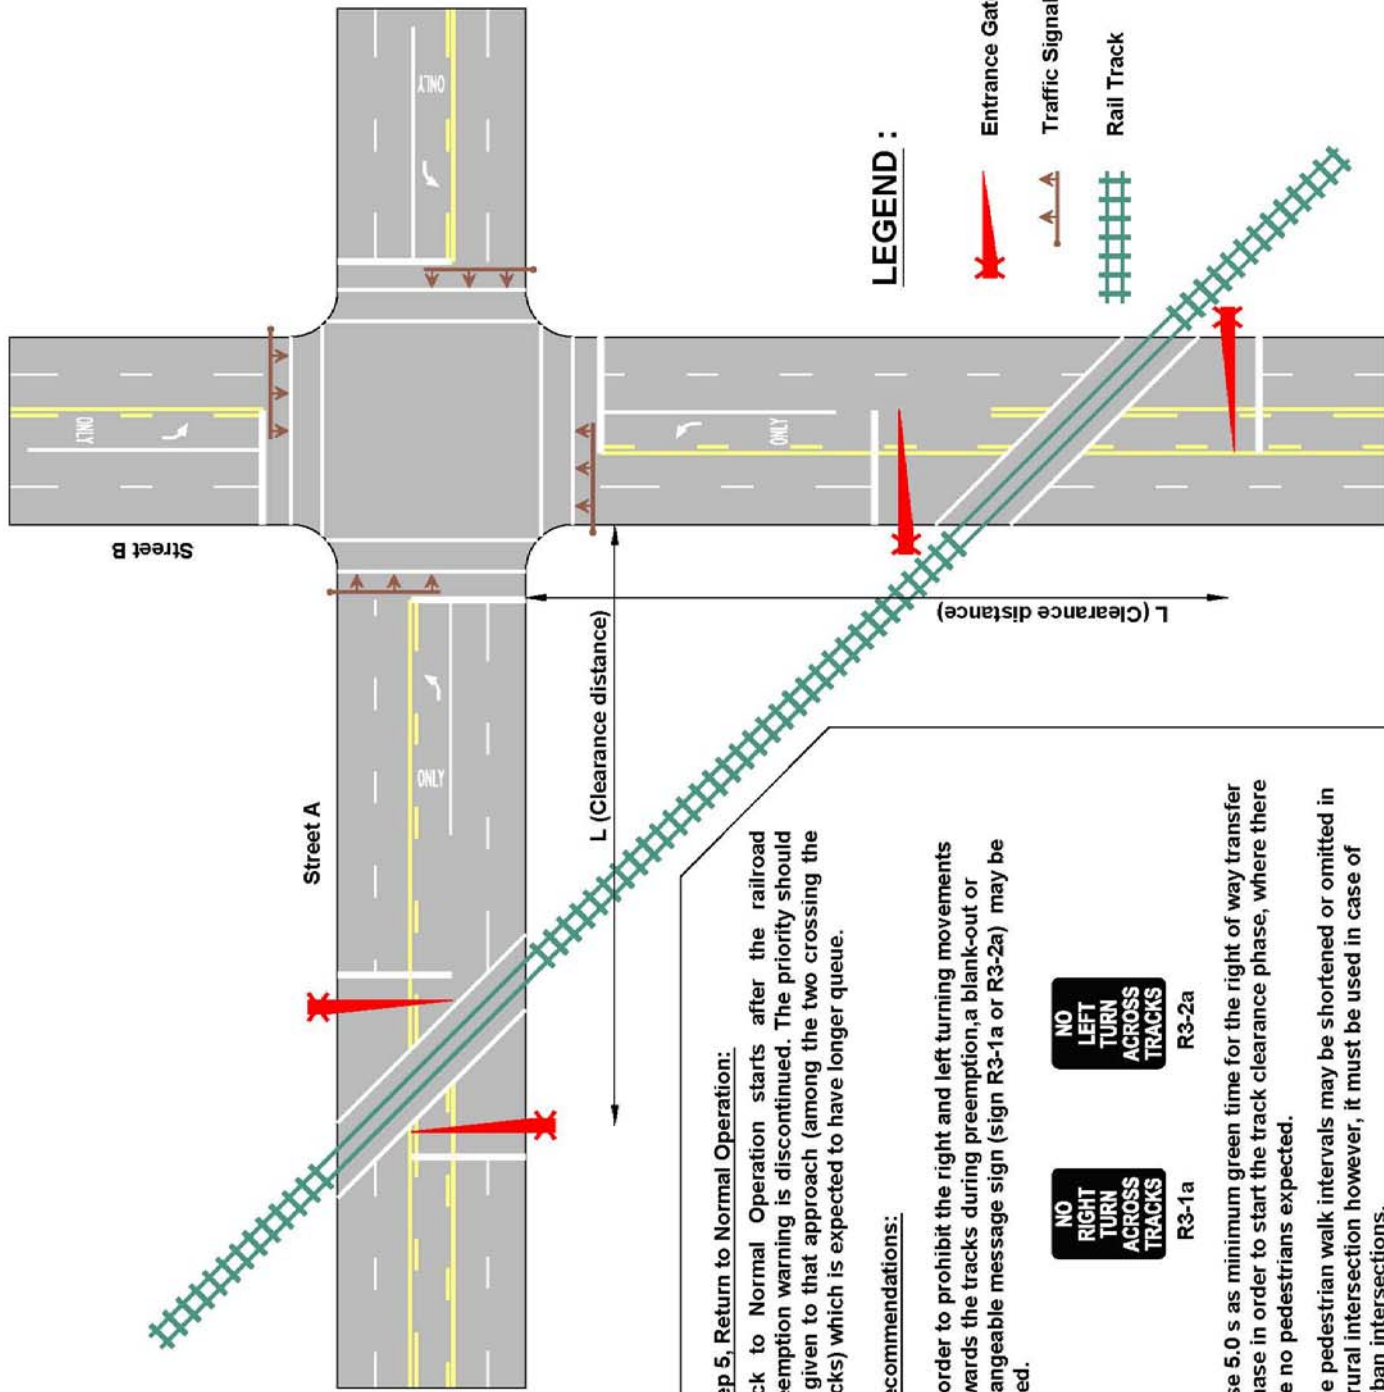 Street B
ONLY
ONLY
Street A
ONLY
ONLY
L (Clearance distance)
L (Clearance distance)
LEGEND :
Entrance Gat
Traffic Signal
Rail Track
ep 5, Return to Normal Operation:
ck to Normal Operation starts after the railroad
eemption warning is discontinued. The priority should
given to that approach (among the two crossing the
cks) which is expected to have longer queue.
ecommendations:
order to prohibit the right and left turning movements
wards the tracks during preemption,a blank-out or
angeable message sign (sign R3-1a or R3-2a) may be
ed.
NO
RIGHT
TURN
ACROSS
TRACKS
R3-1a
NO
LEFT
TURN
ACROSS
TRACKS
R3-2a
se 5.0 s as minimum green time for the right of way transfer
ase in order to start the track clearance phase, where there
e no pedestrians expected.
e pedestrian walk intervals may be shortened or omitted in
ural intersection however, it must be used in case of
ban intersections.